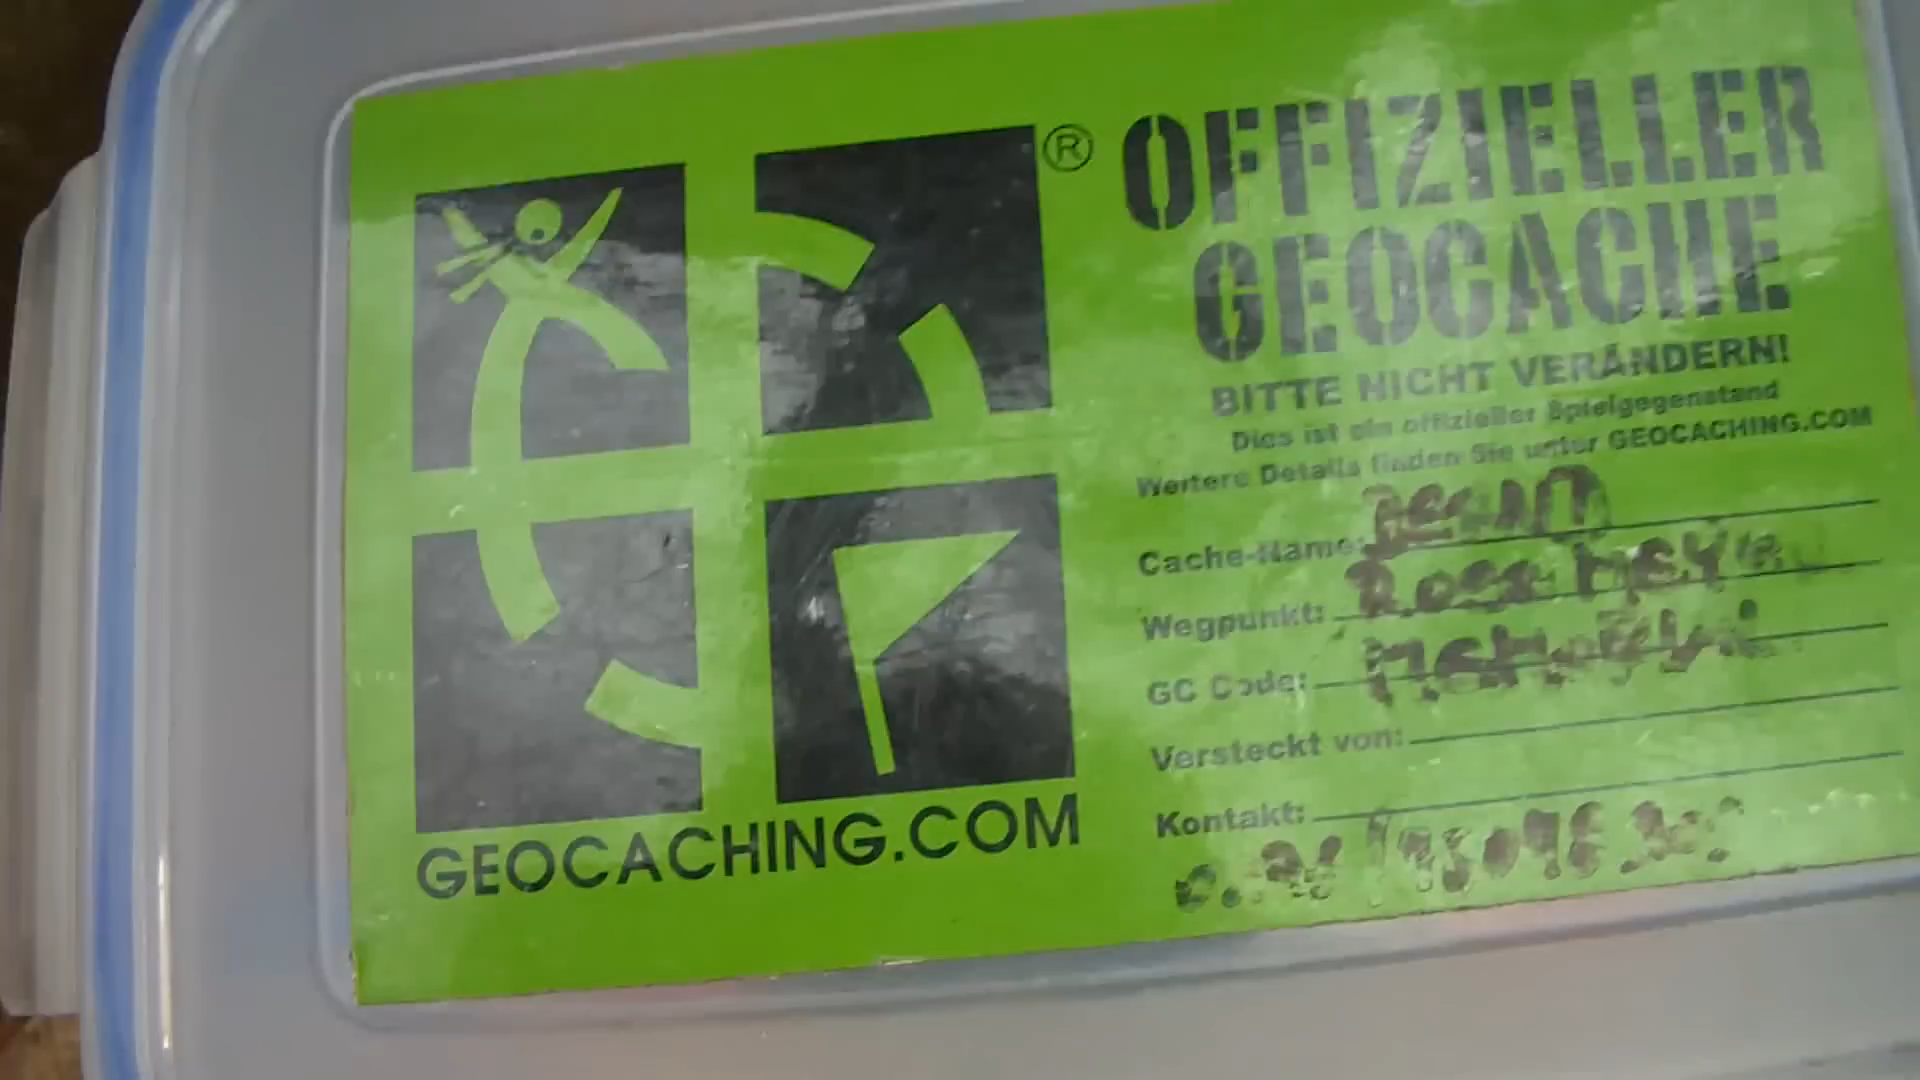 ®
OFFIZIELLER
GEOCACHE
BITTE NICHT VERÄNDERN!
Dies ist ein offizieller Spielgegenstand
Weitere Details finden Sie unter GEOCACHING.COM
Cache-Name:
Wegpunkt:
GC Code:
Versteckt von:
Kontakt:
GEOCACHING.COM